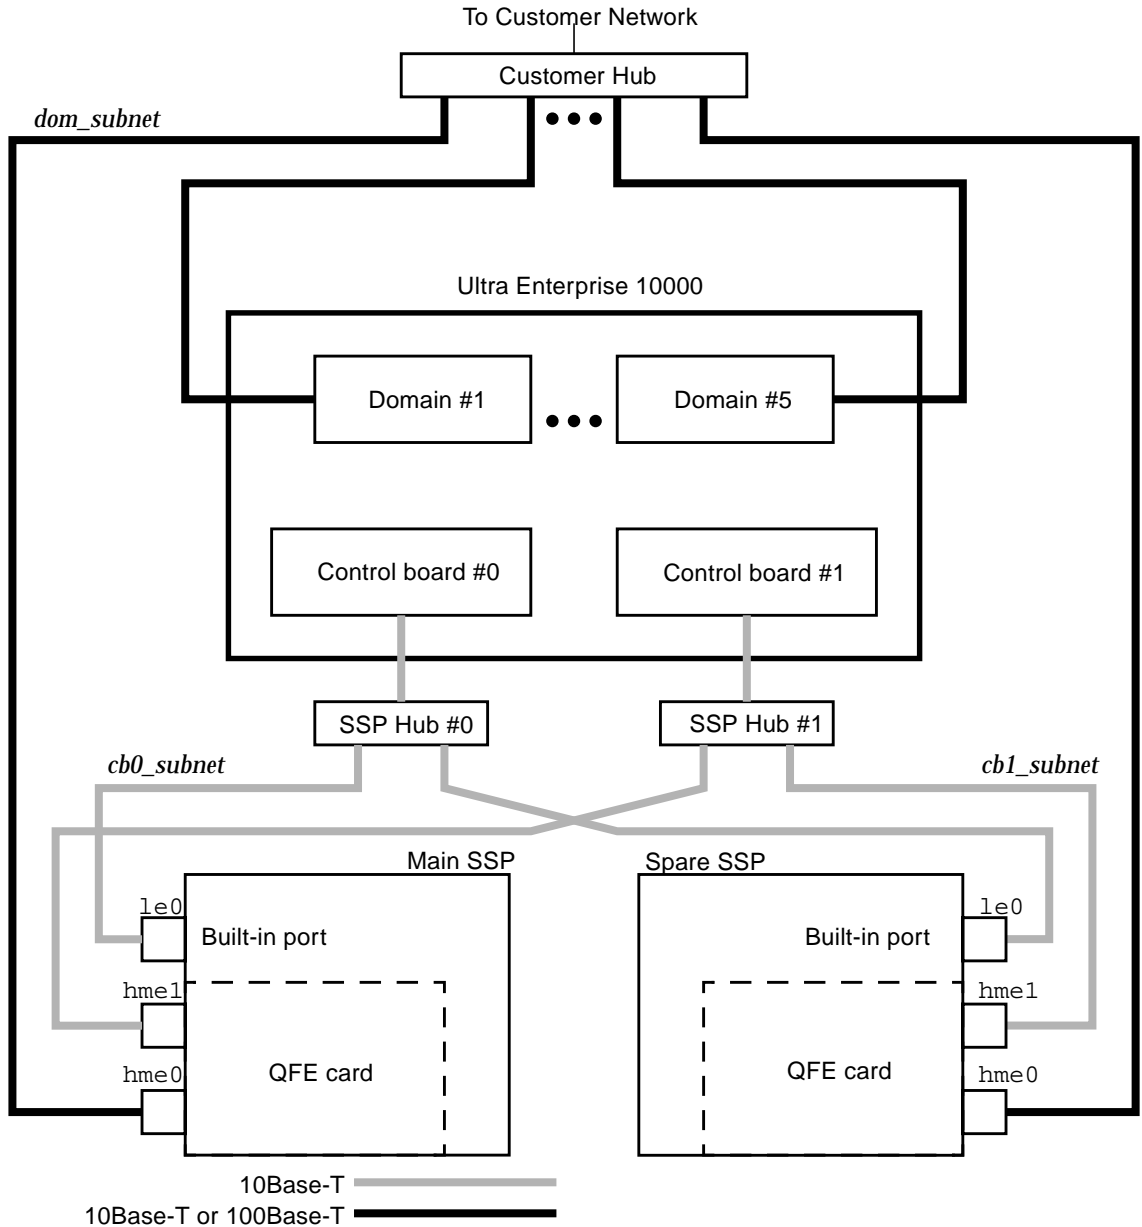 To Customer Network
Customer Hub
dom_subnet
Ultra Enterprise 10000
Domain #1
Domain #5
Control board #0
Control board #1
SSP Hub #0
SSP Hub #1
cb0_subnet
cb1_subnet
Main SSP
Spare SSP
le0
le0
Built-in port
Built-in port
hme1
hme1
QFE card
QFE card
hme0
hme0
10Base-T
10Base-T or 100Base-T